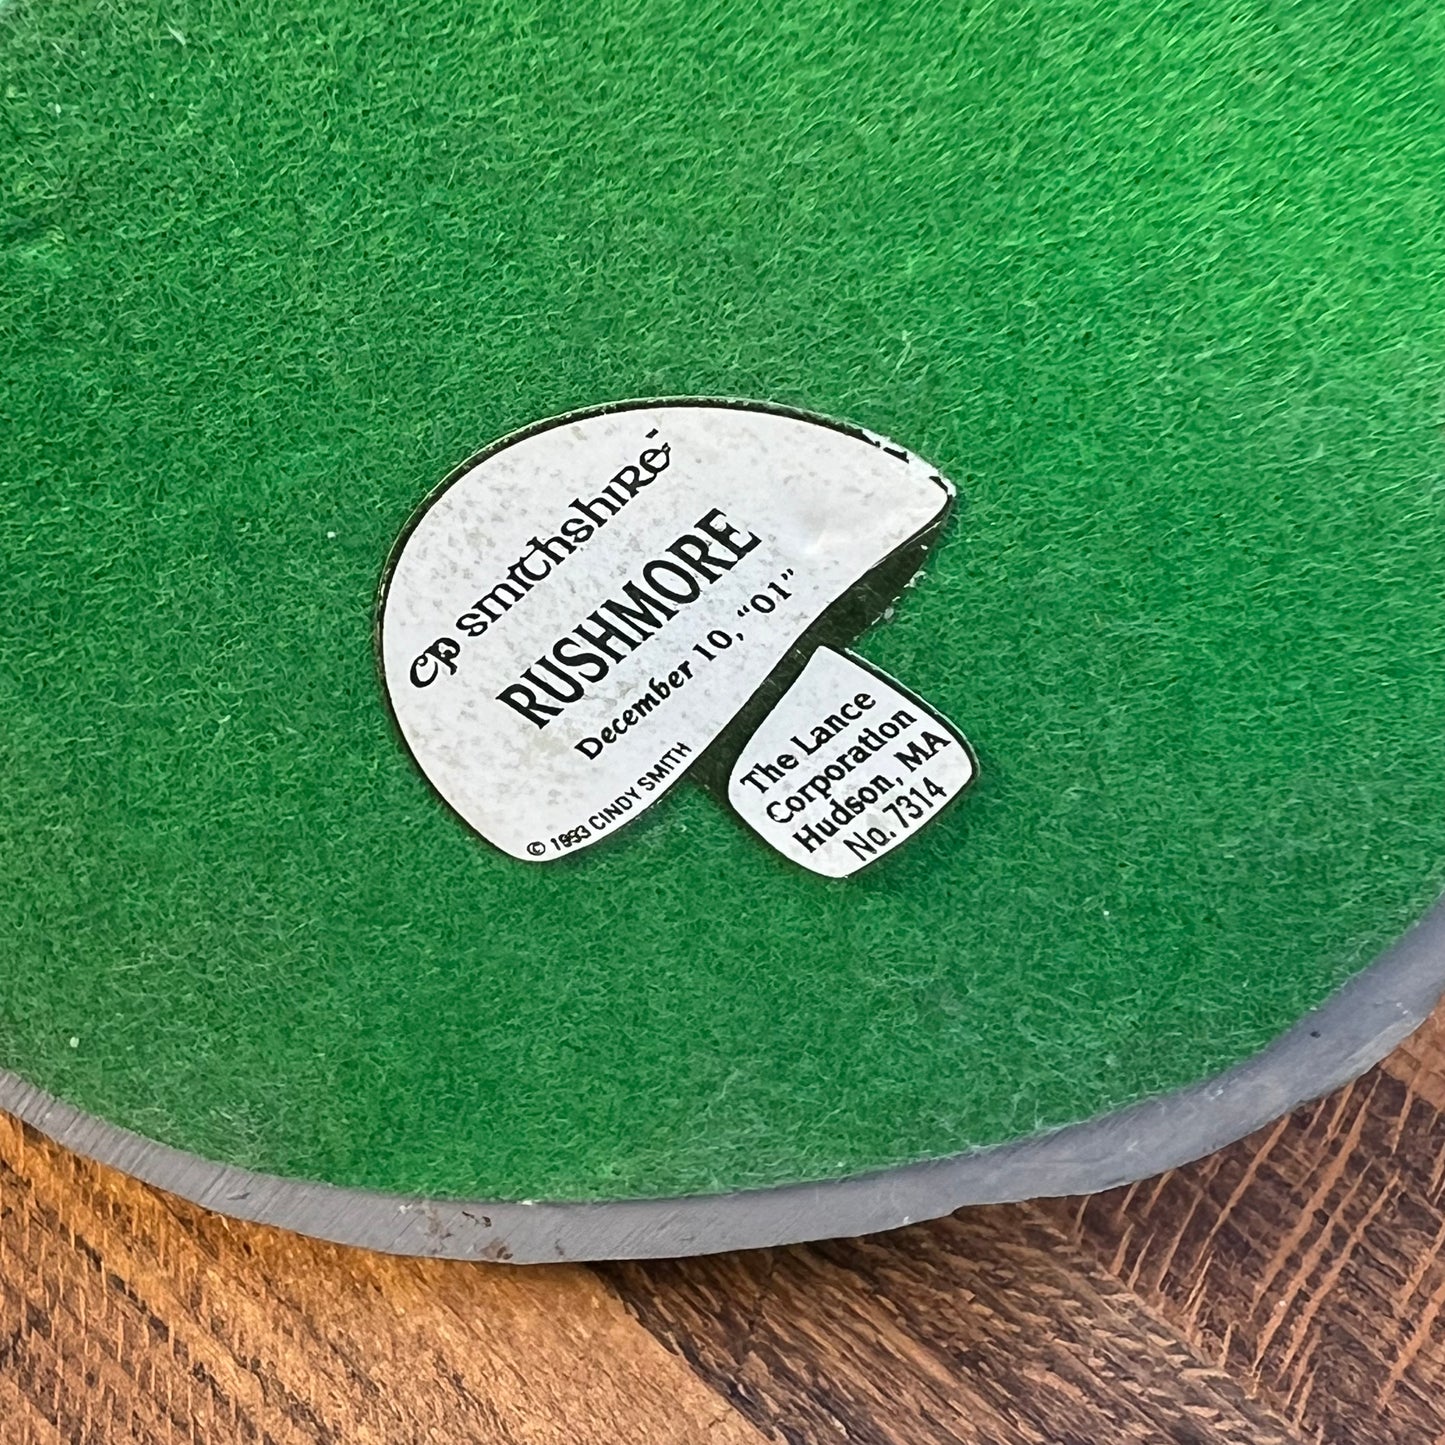 cp smithshire
RUSHMORE
December 10, "01"
© 1993 CINDY SMITH
The Lance
Corporation
Hudson, MA
No. 7314